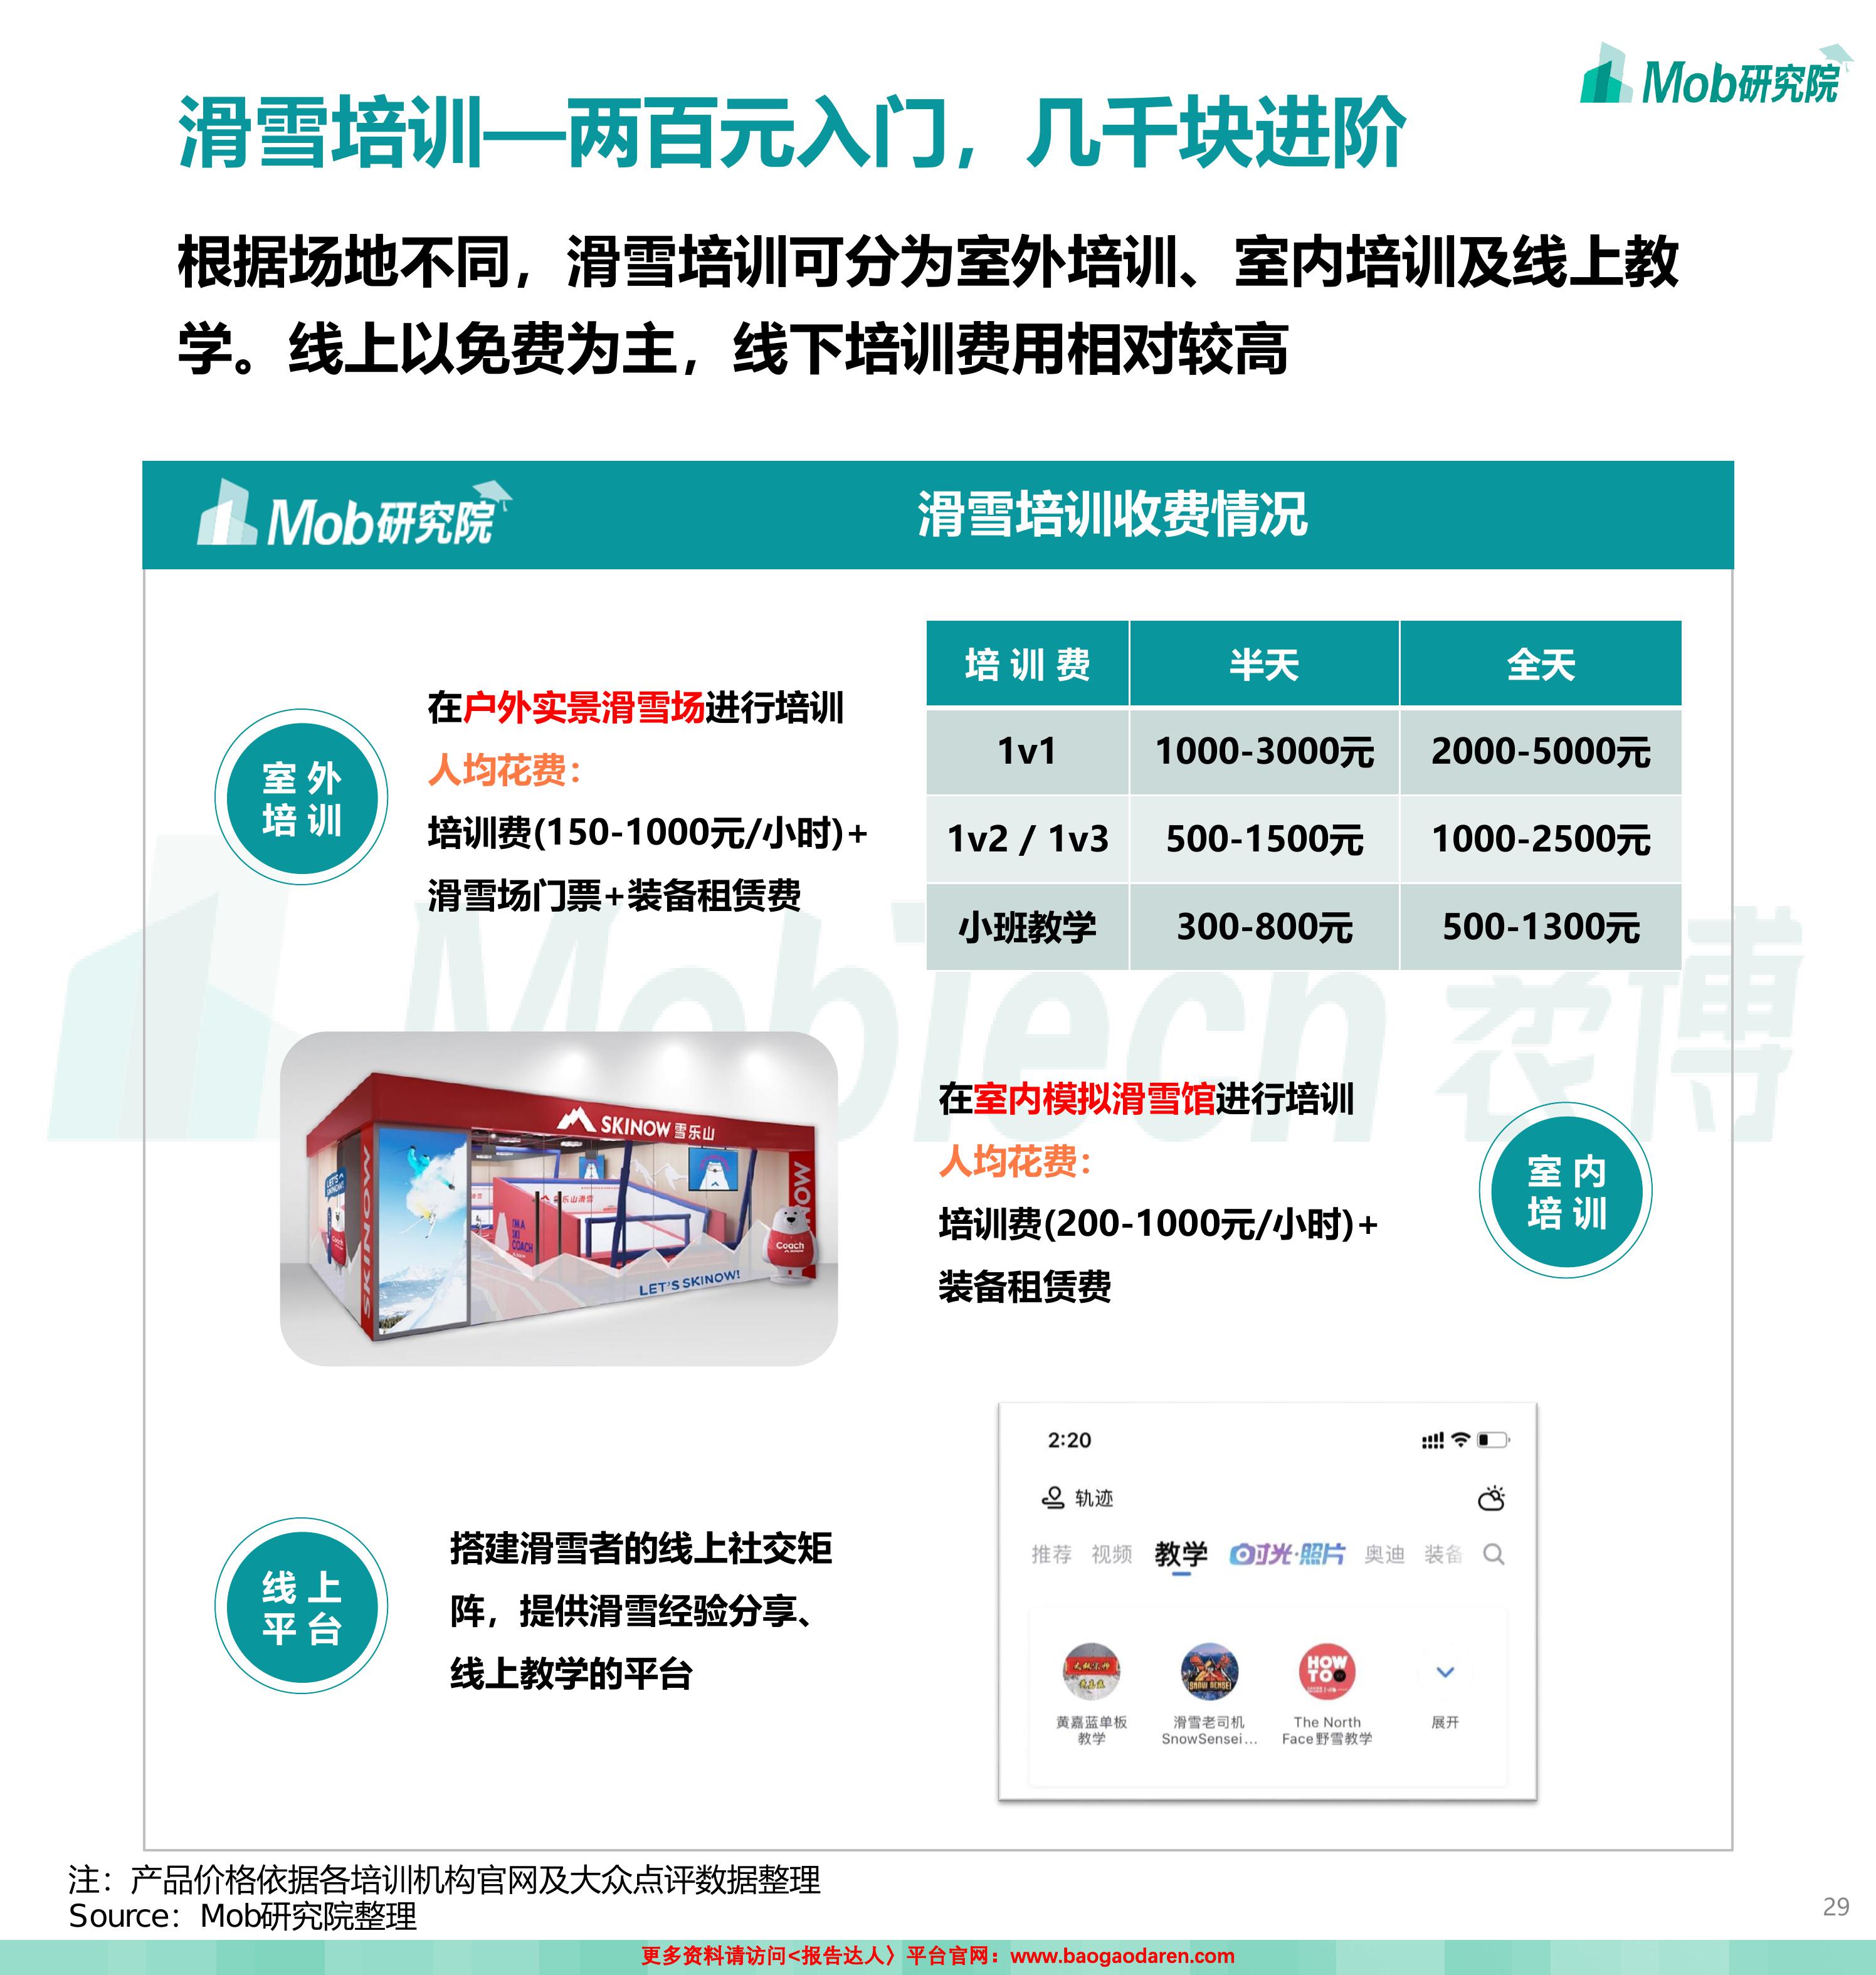 Mob研究院
滑雪培训—两百元入门，几千块进阶
根据场地不同，滑雪培训可分为室外培训、室内培训及线上教
学。线上以免费为主，线下培训费用相对较高
Mob研究院
滑雪培训收费情况
室外
培训
在户外实景滑雪场进行培训
人均花费：
培训费(150-1000元/小时)+
滑雪场门票+装备租赁费
培训费 半天 全天
1v1 1000-3000元 2000-5000元
1v2 / 1v3 500-1500元 1000-2500元
小班教学 300-800元 500-1300元
MobTech 袤博
SKINOW 雪乐山
SKINOW
LET'S SKINOW!
Coach
I'M A
SKI
COACH
在室内模拟滑雪馆进行培训
人均花费：
培训费(200-1000元/小时)+
装备租赁费
室内
培训
线上
平台
搭建滑雪者的线上社交矩
阵，提供滑雪经验分享、
线上教学的平台
2:20
轨迹
推荐 视频 教学 时光·照片 奥迪 装备
HOW
TO
SNOW SENSEI
黄嘉蓝单板
教学
滑雪老司机
SnowSensei...
The North
Face野雪教学
展开
注：产品价格依据各培训机构官网及大众点评数据整理
Source：Mob研究院整理
29
更多资料请访问<报告达人〉平台官网：www.baogaodaren.com